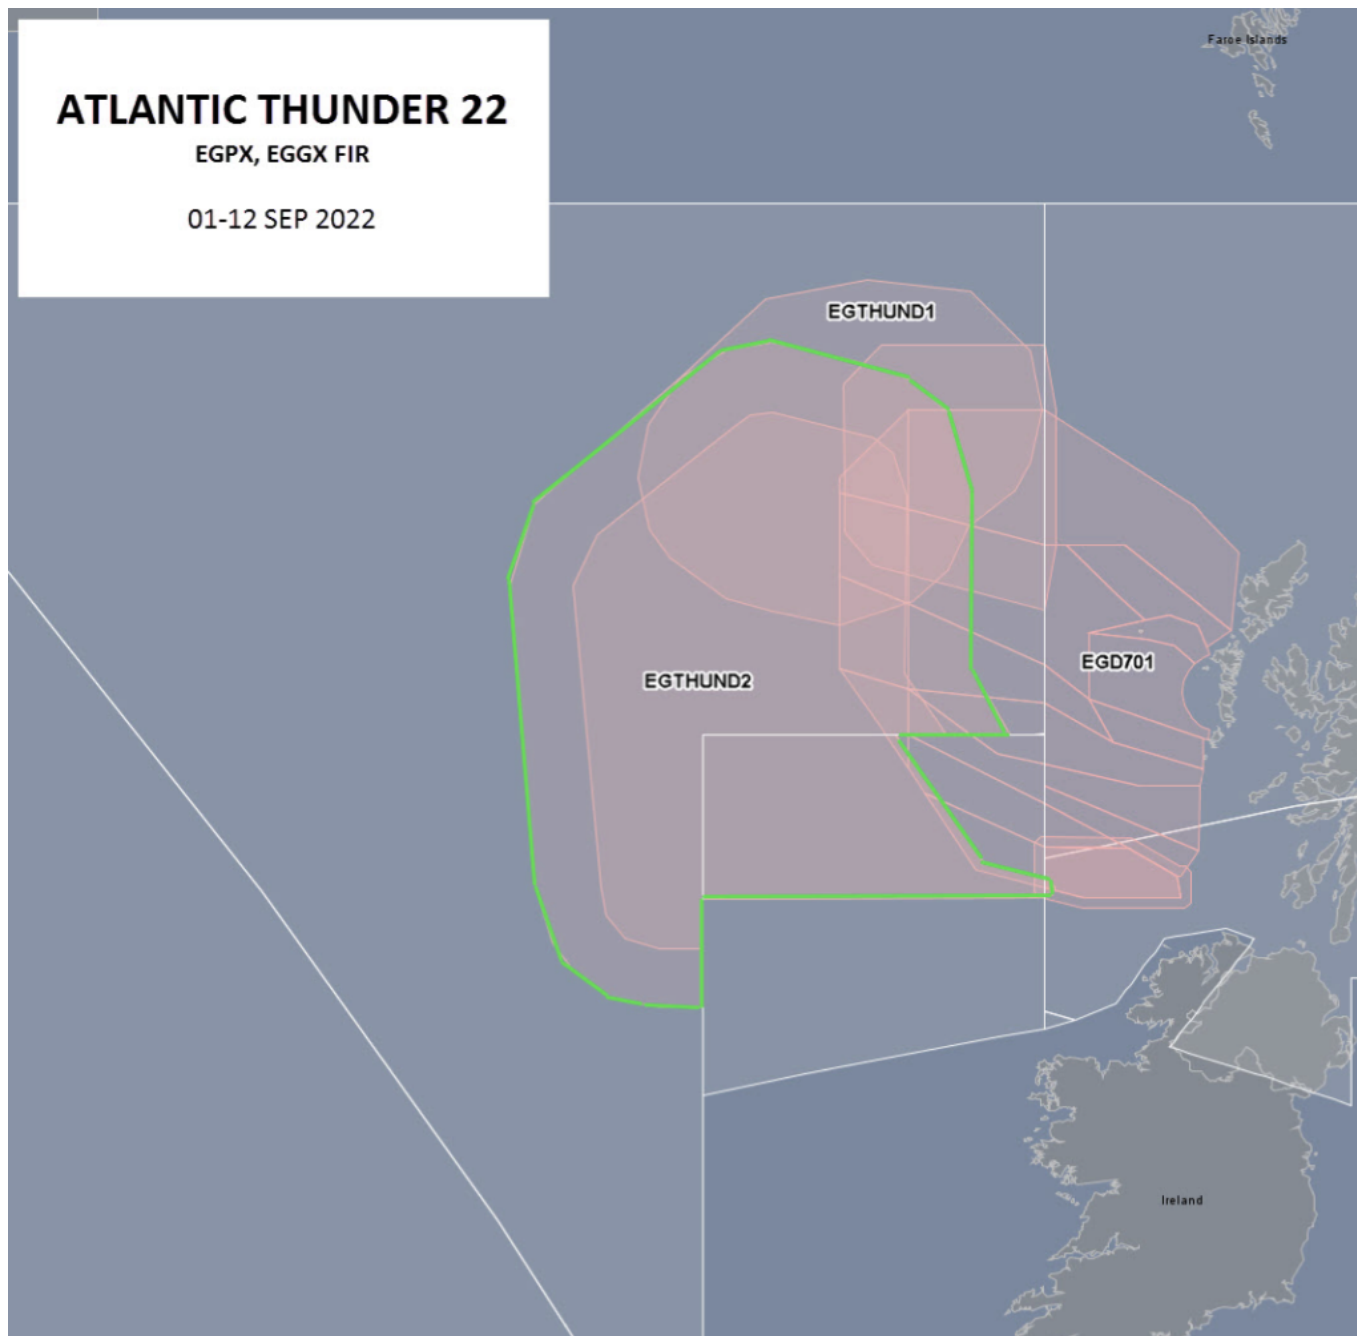 ATLANTIC THUNDER 22
EGPX, EGGX FIR
01-12 SEP 2022
Faroe Islands
EGTHUND1
EGD701
EGTHUND2
Ireland